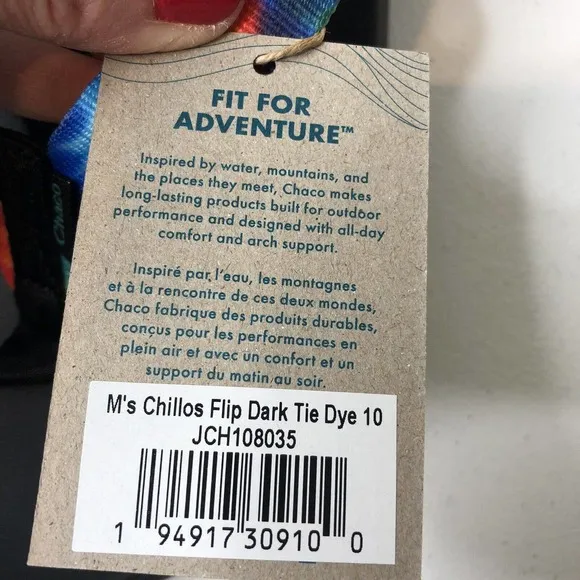 FIT FOR
ADVENTURE™
Inspired by water, mountains, and
the places they meet, Chaco makes
long-lasting products built for outdoor
performance and designed with all-day
comfort and arch support.
Inspiré par l'eau, les montagnes
et à la rencontre de ces deux mondes,
Chaco fabrique des produits durables,
conçus pour les performances en
plein air et avec un confort et un
support du matin au soir.
M's Chillos Flip Dark Tie Dye 10
JCH108035
1 94917 30910 0
Chaco